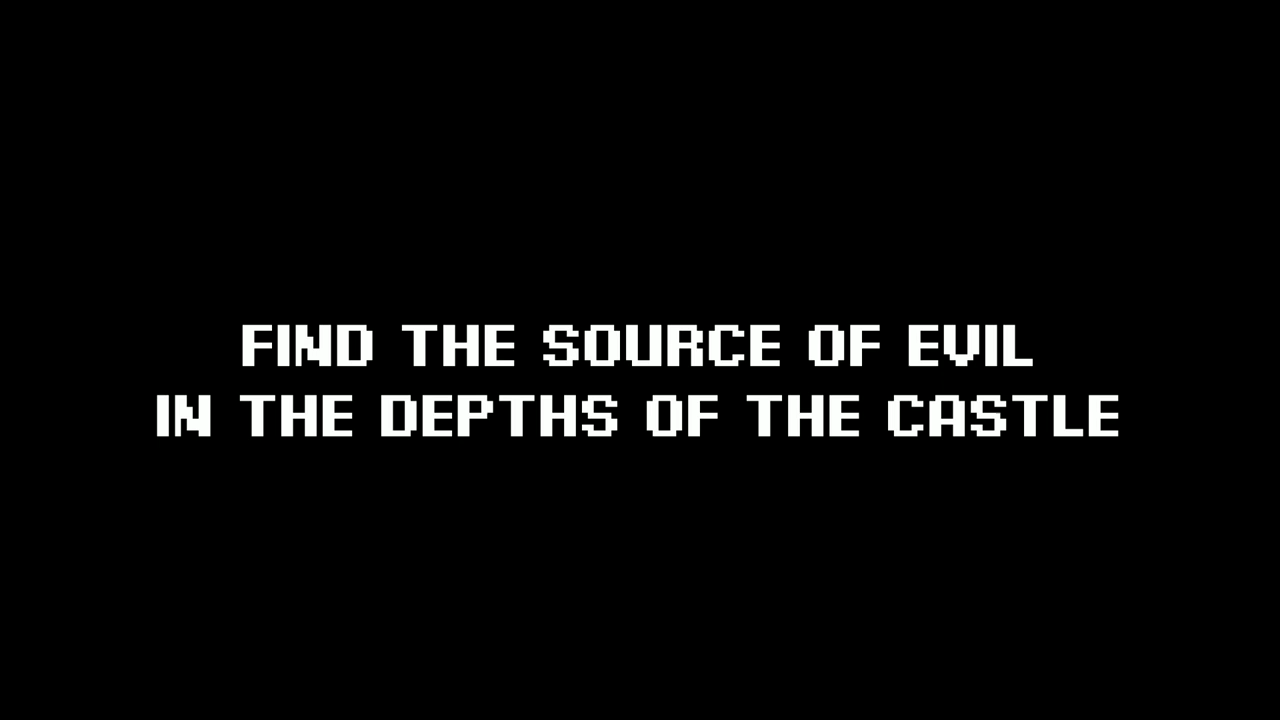 FIND THE SOURCE OF EVIL
IN THE DEPTHS OF THE CASTLE